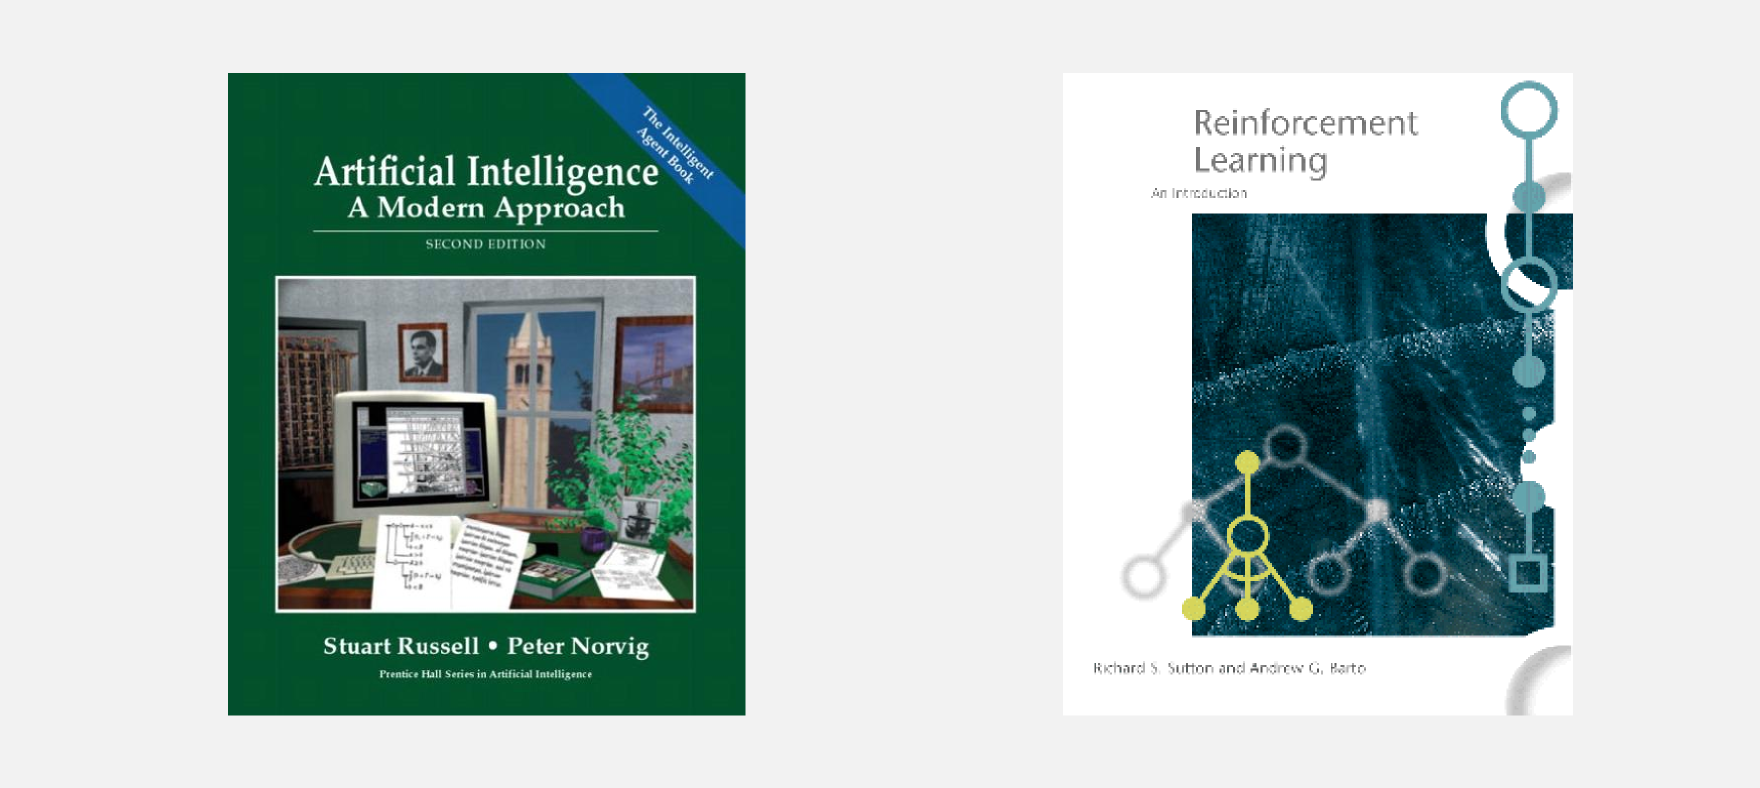 The Intelligent
Agent Book
Artificial Intelligence
A Modern Approach
SECOND EDITION
Stuart Russell • Peter Norvig
Prentice Hall Series in Artificial Intelligence
Reinforcement
Learning
An Introduction
Richard S. Sutton and Andrew G. Barto